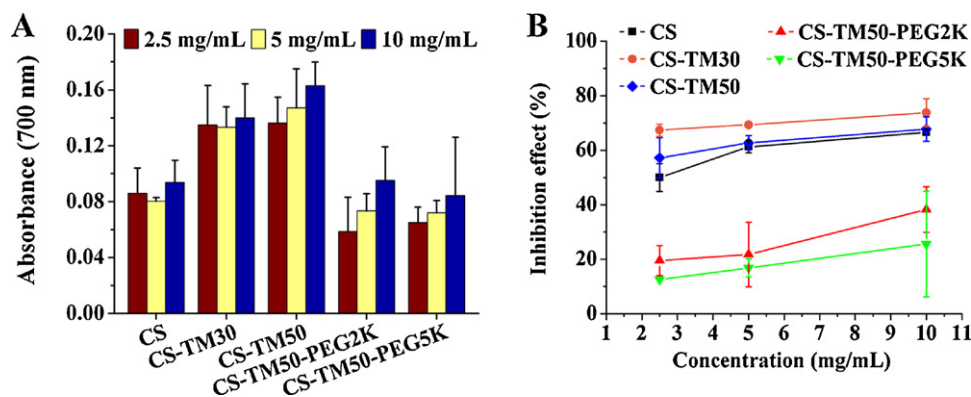 A
2.5 mg/mL 5 mg/mL 10 mg/mL
Absorbance (700 nm)
0.20
0.16
0.12
0.08
0.04
0.00
CS
CS-TM30
CS-TM50
CS-TM50-PEG2K
CS-TM50-PEG5K
B
CS CS-TM50-PEG2K
CS-TM30 CS-TM50-PEG5K
CS-TM50
Inhibition effect (%)
100
80
60
40
20
0
1 2 3 4 5 6 7 8 9 10 11
Concentration (mg/mL)